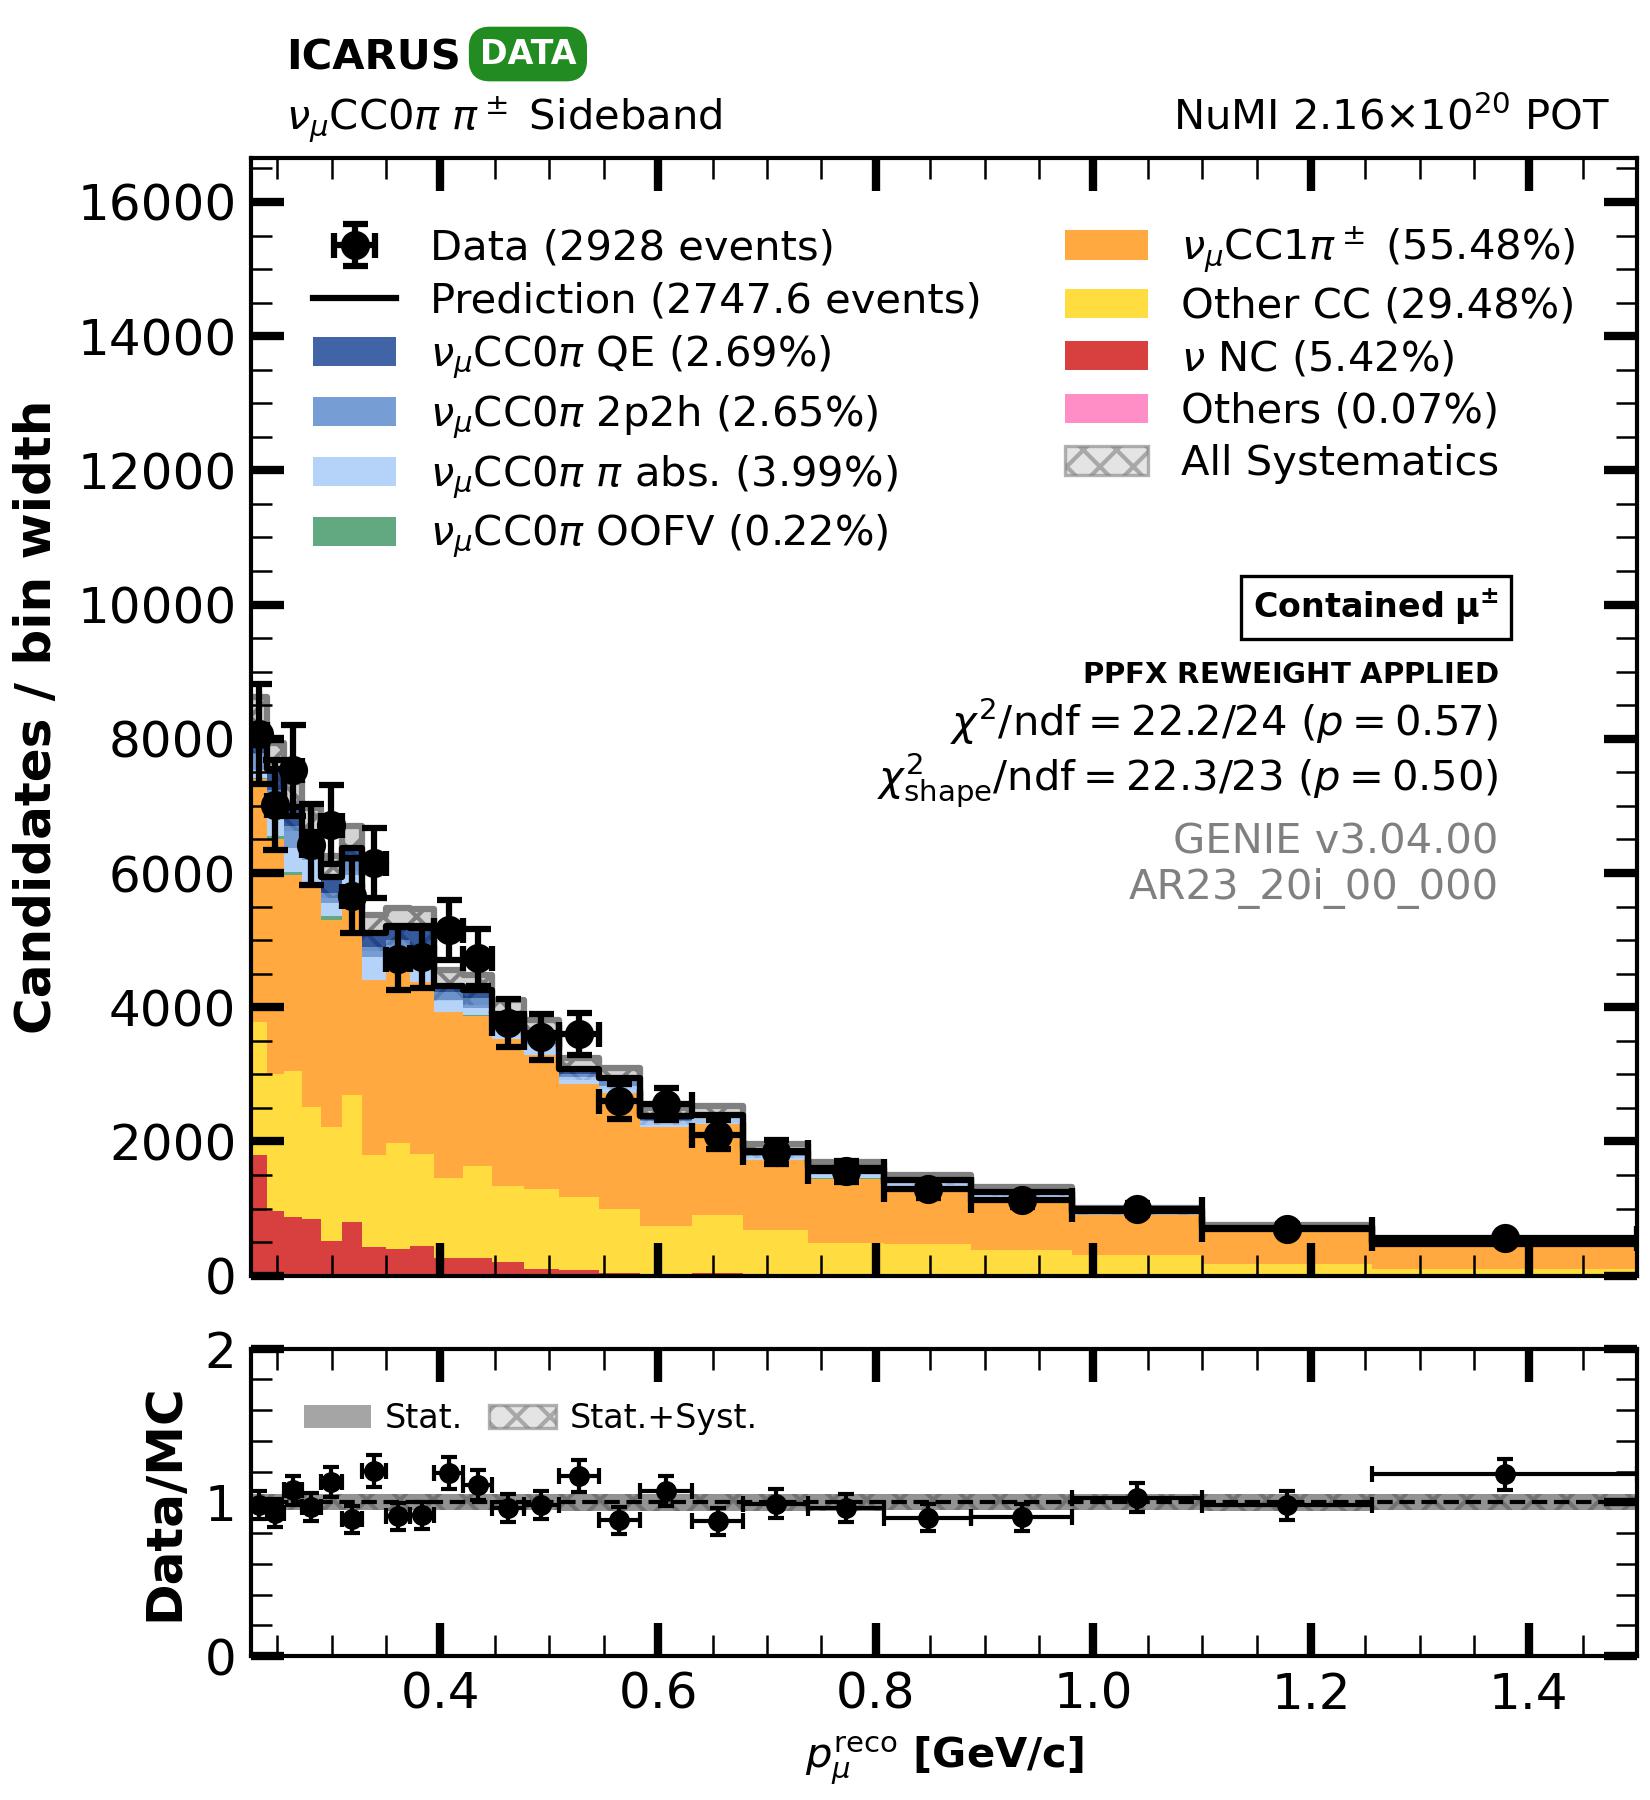 ICARUS DATA
νμCC0π π± Sideband
NuMI 2.16×10²⁰ POT
Candidates / bin width
16000
14000
12000
10000
8000
6000
4000
2000
0
Data (2928 events)
Prediction (2747.6 events)
νμCC0π QE (2.69%)
νμCC0π 2p2h (2.65%)
νμCC0π π abs. (3.99%)
νμCC0π OOFV (0.22%)
νμCC1π± (55.48%)
Other CC (29.48%)
ν NC (5.42%)
Others (0.07%)
All Systematics
Contained μ±
PPFX REWEIGHT APPLIED
χ²/ndf = 22.2/24 (p = 0.57)
χ²shape/ndf = 22.3/23 (p = 0.50)
GENIE v3.04.00
AR23_20i_00_000
Data/MC
2
1
0
Stat.
Stat.+Syst.
0.4 0.6 0.8 1.0 1.2 1.4
pμreco [GeV/c]